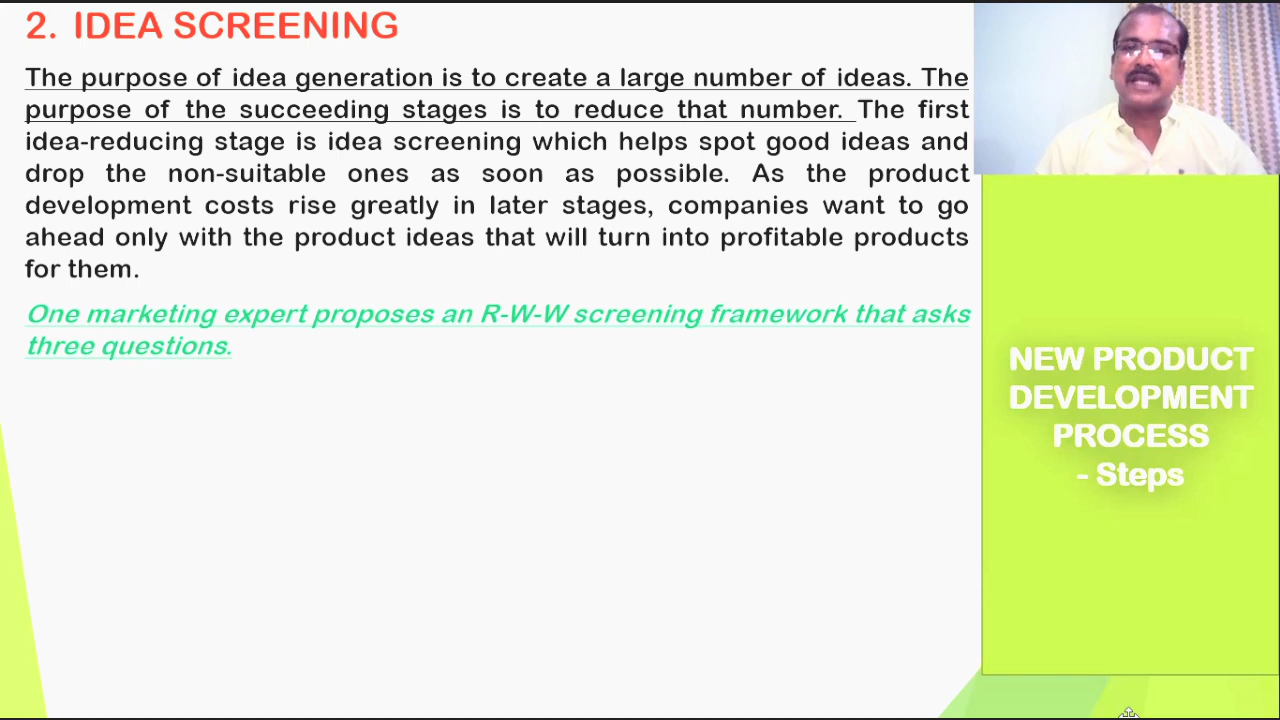 2. IDEA SCREENING
The purpose of idea generation is to create a large number of ideas. The
purpose of the succeeding stages is to reduce that number. The first
idea-reducing stage is idea screening which helps spot good ideas and
drop the non-suitable ones as soon as possible. As the product
development costs rise greatly in later stages, companies want to go
ahead only with the product ideas that will turn into profitable products
for them.
One marketing expert proposes an R-W-W screening framework that asks
three questions.
NEW PRODUCT
DEVELOPMENT
PROCESS
- Steps